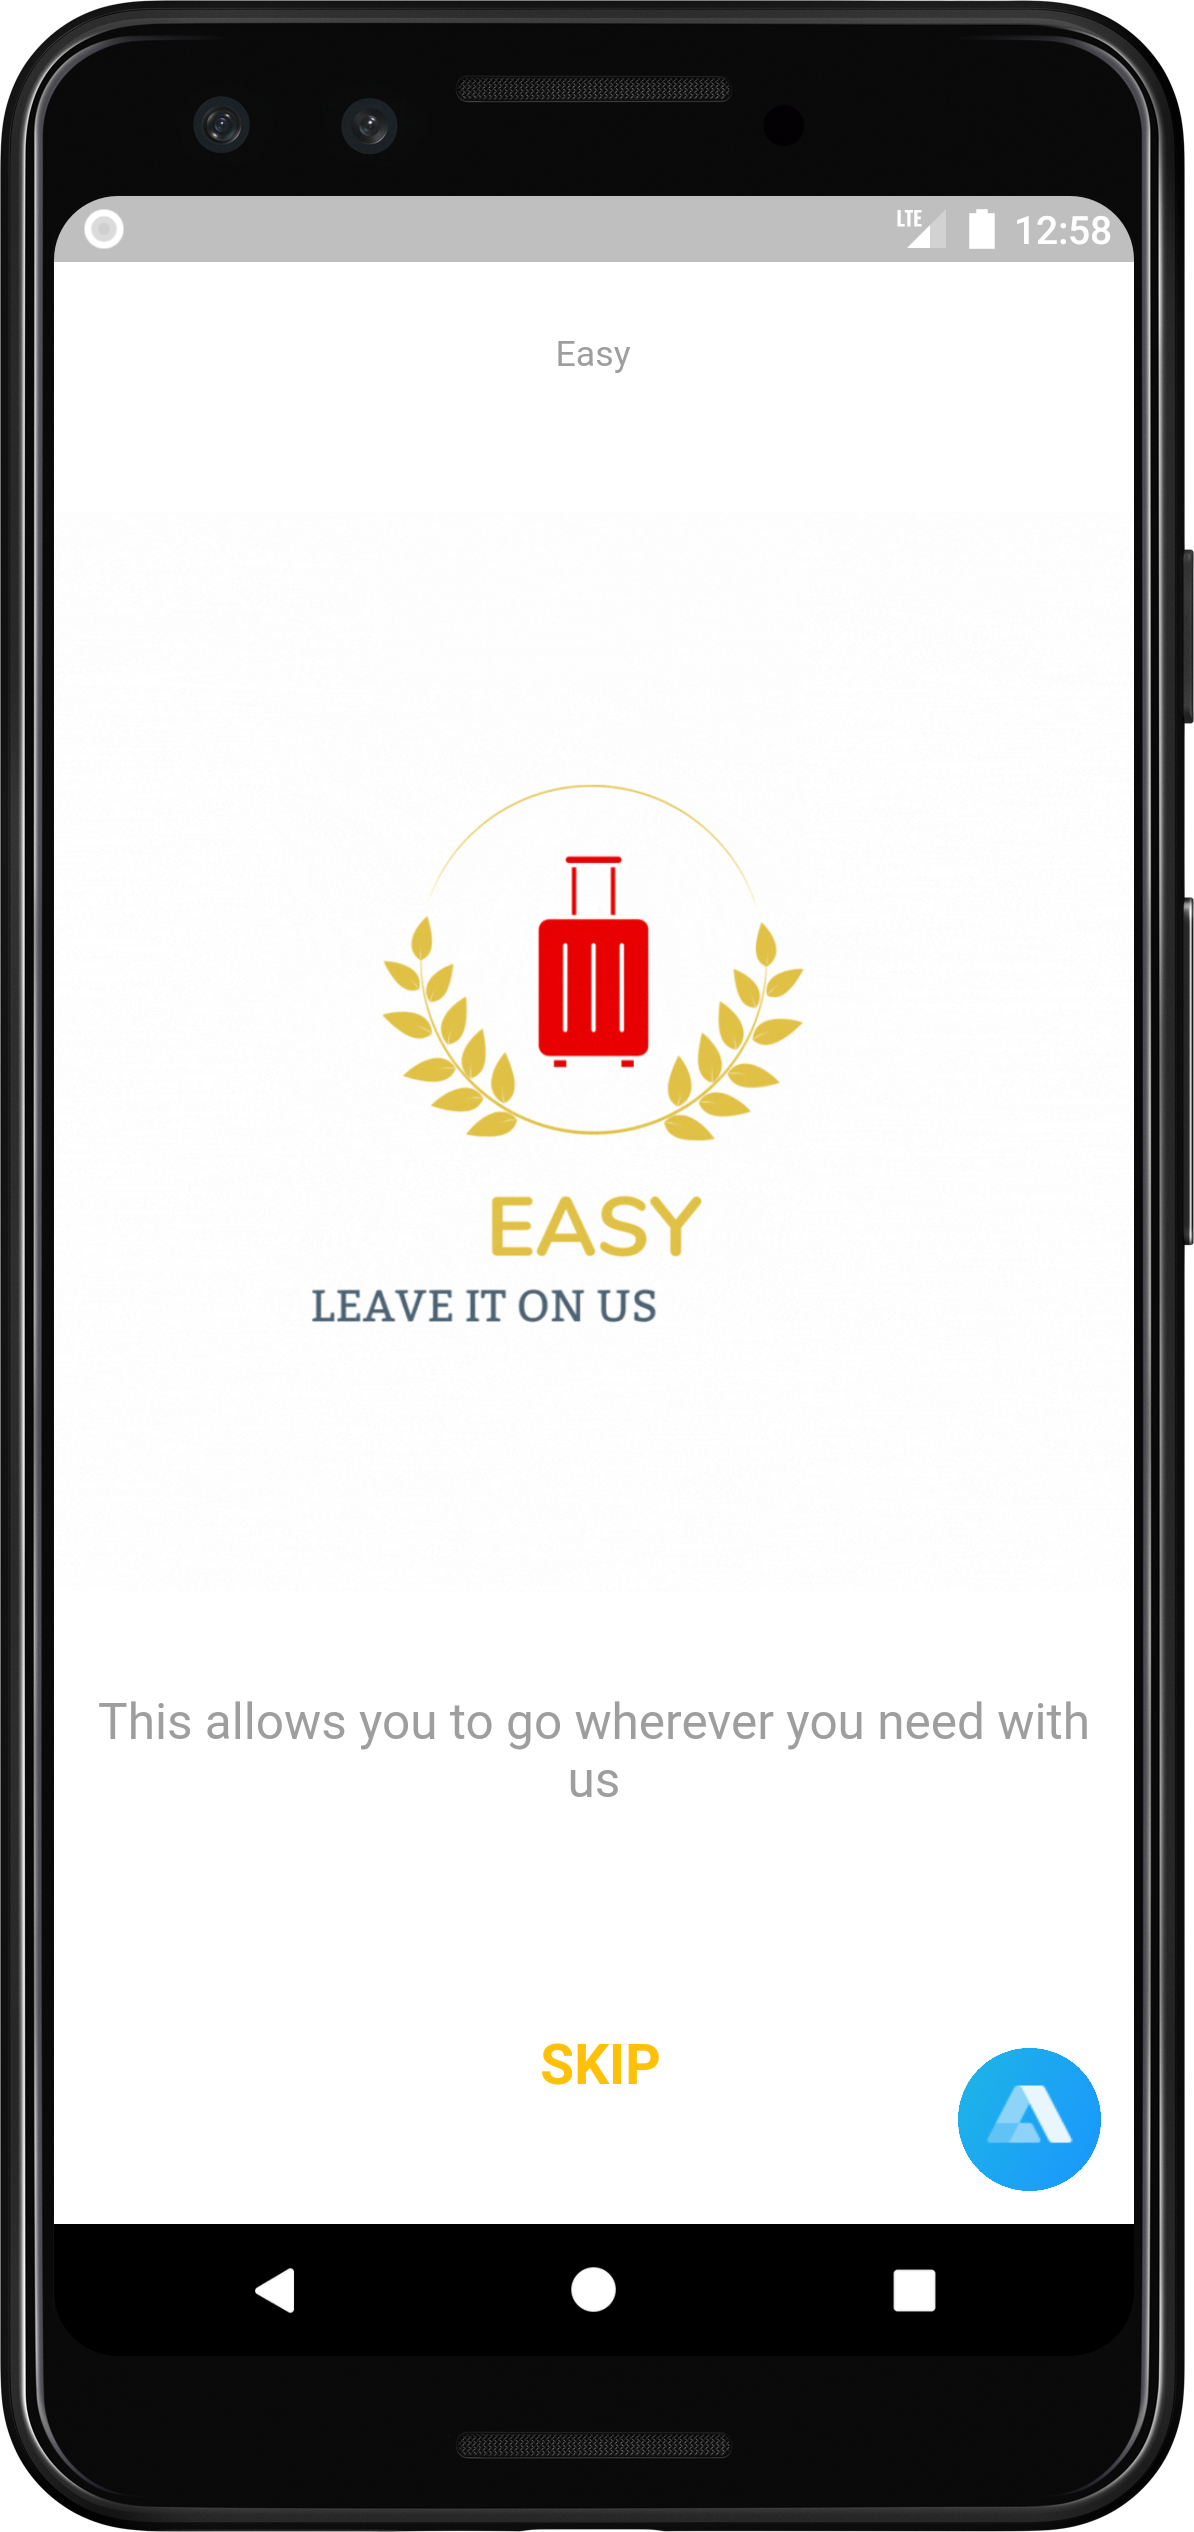 LTE 12:58
Easy
EASY
LEAVE IT ON US
This allows you to go wherever you need with
us
SKIP